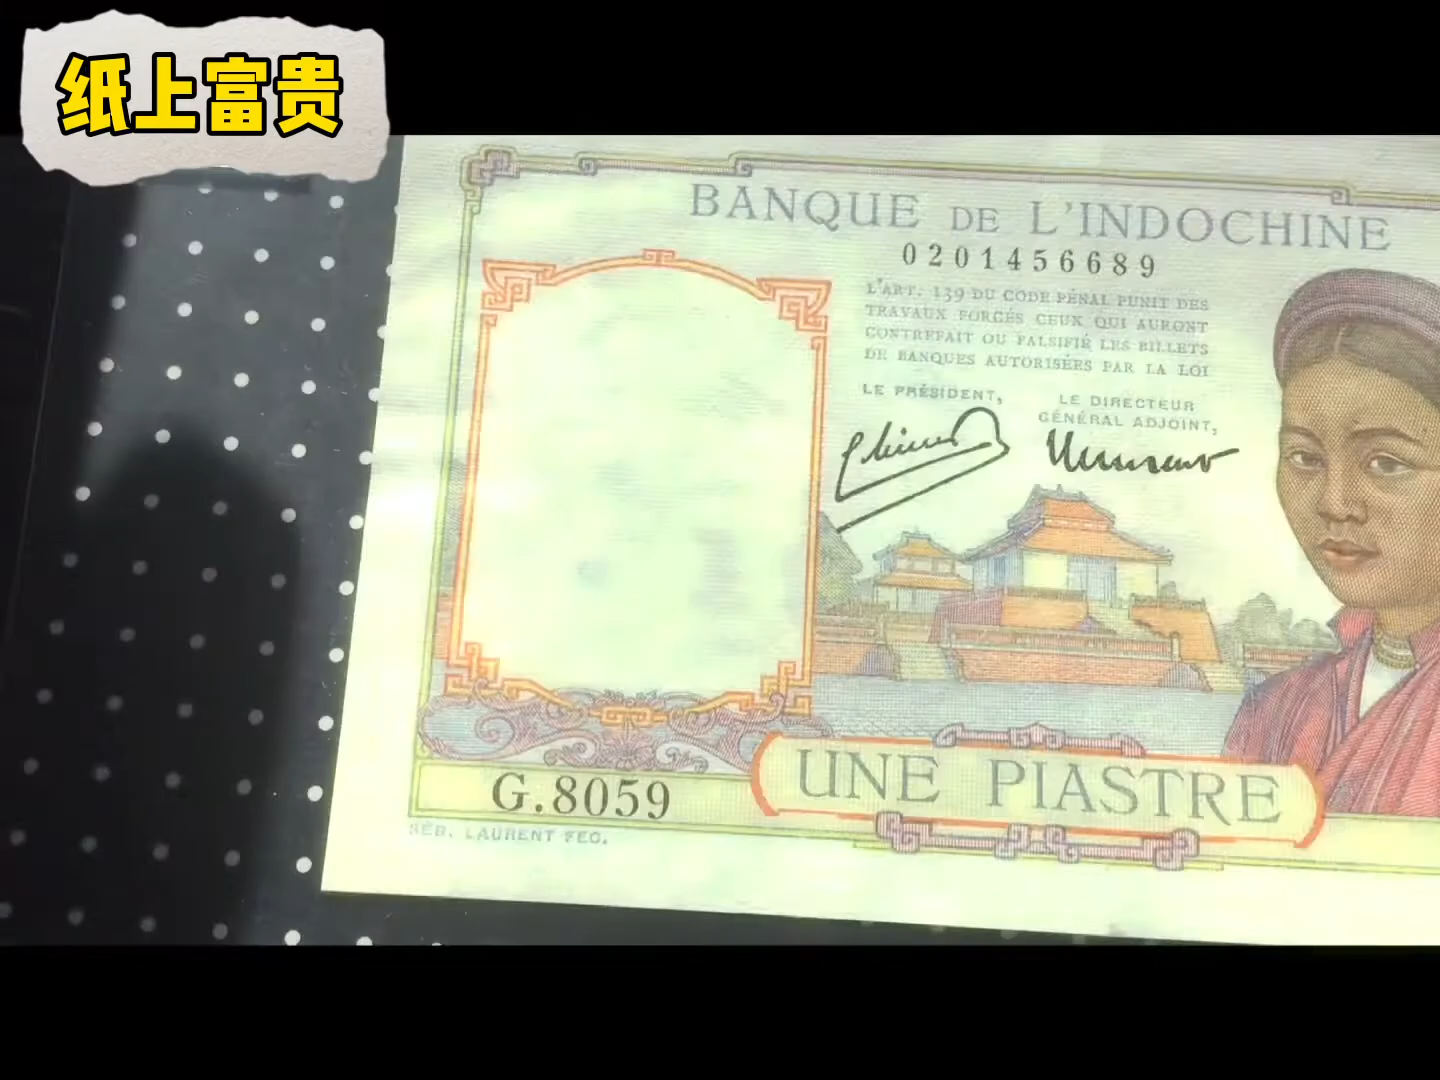 纸上富贵
BANQUE DE L'INDOCHINE
0201456689
L'ART. 139 DU CODE PÉNAL PUNIT DES
TRAVAUX FORCÉS CEUX QUI AURONT
CONTREFAIT OU FALSIFIÉ LES BILLETS
DE BANQUES AUTORISÉES PAR LA LOI
LE PRÉSIDENT,
LE DIRECTEUR
GÉNÉRAL ADJOINT,
UNE PIASTRE
G.8059
SÉB. LAURENT FEC.